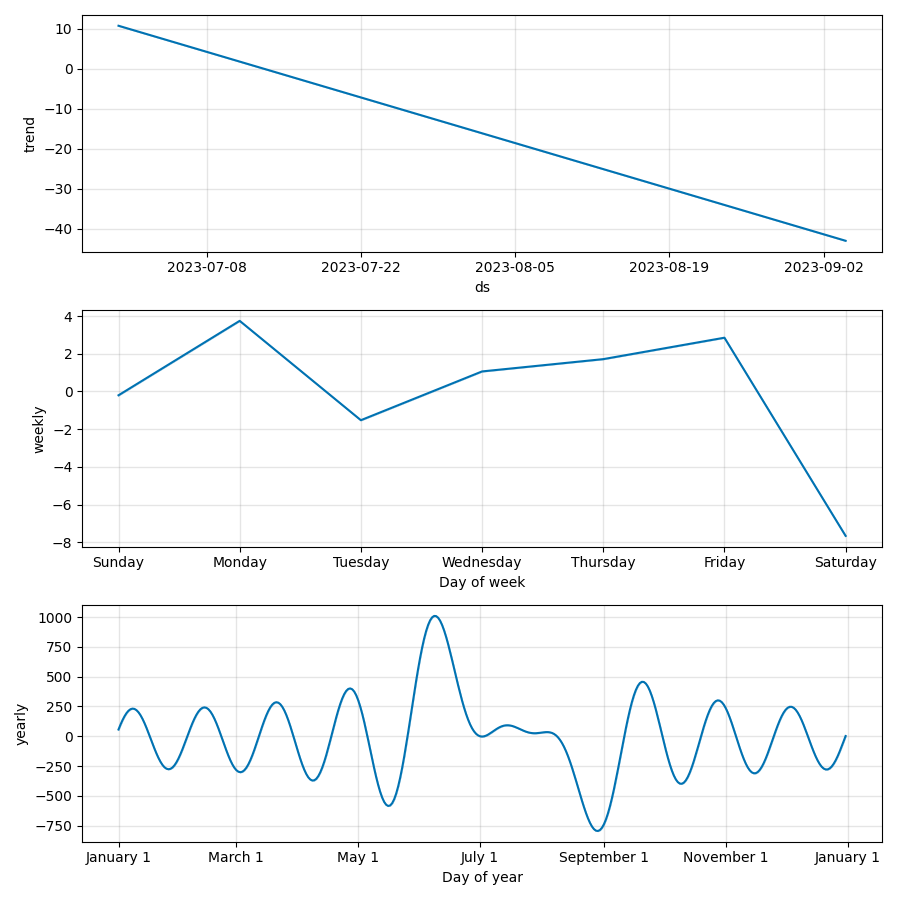 10
0
−10
−20
−30
−40
trend
2023-07-08 2023-07-22 2023-08-05 2023-08-19 2023-09-02
ds
4
2
0
−2
−4
−6
−8
weekly
Sunday Monday Tuesday Wednesday Thursday Friday Saturday
Day of week
1000
750
500
250
0
−250
−500
−750
yearly
January 1 March 1 May 1 July 1 September 1 November 1 January 1
Day of year